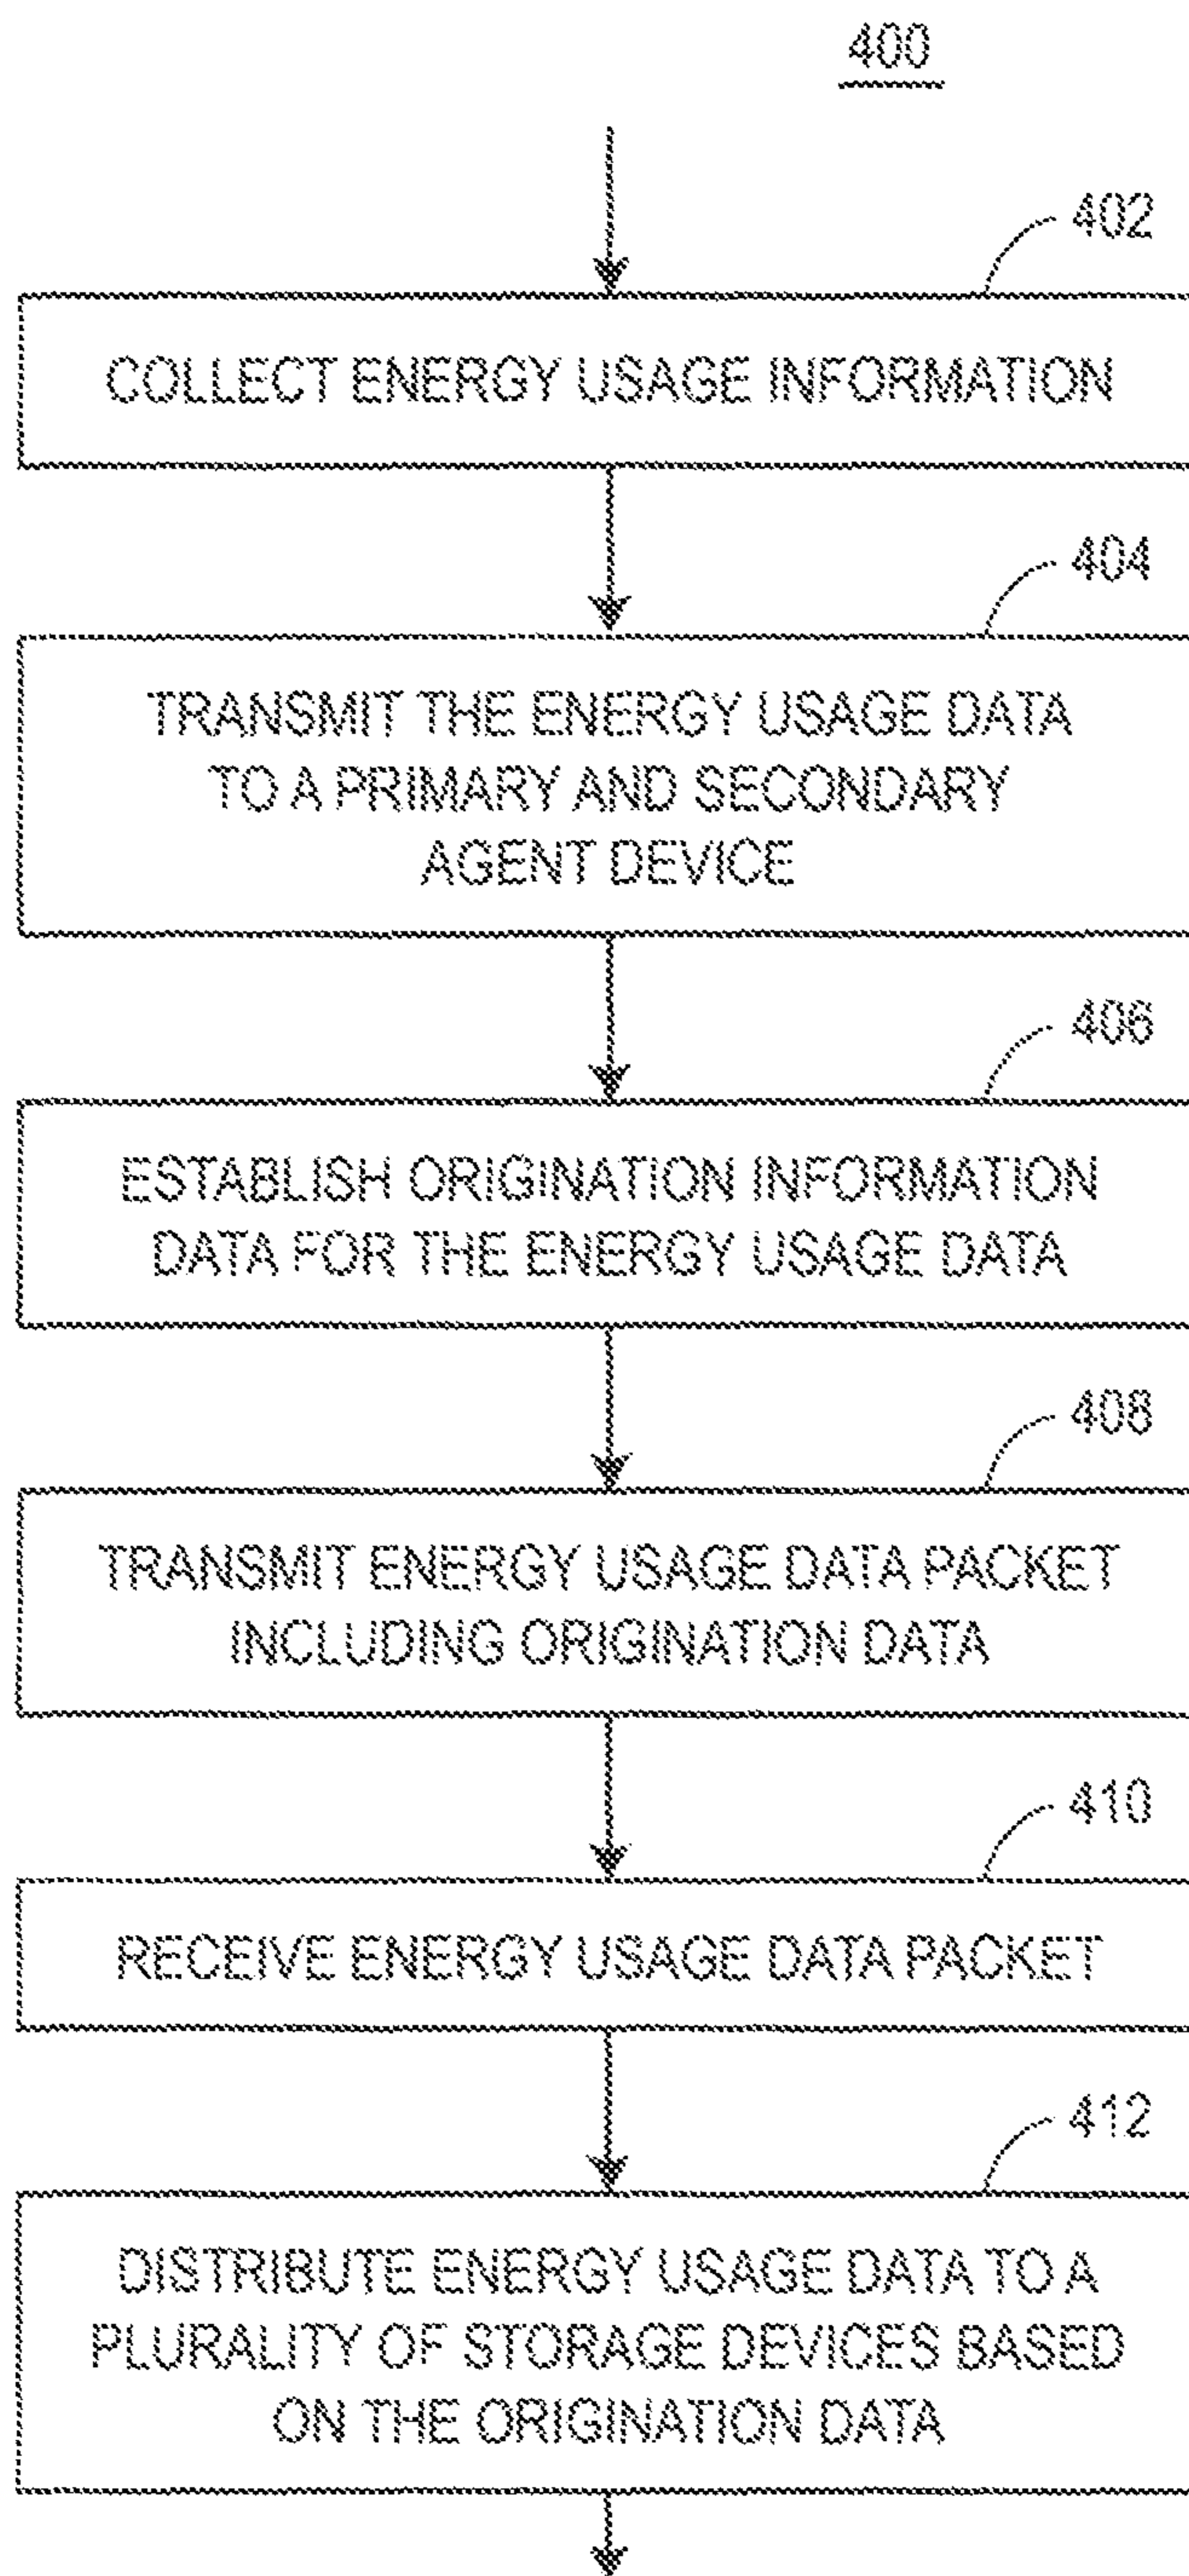 400
402
COLLECT ENERGY USAGE INFORMATION
404
TRANSMIT THE ENERGY USAGE DATA
TO A PRIMARY AND SECONDARY
AGENT DEVICE
406
ESTABLISH ORIGINATION INFORMATION
DATA FOR THE ENERGY USAGE DATA
408
TRANSMIT ENERGY USAGE DATA PACKET
INCLUDING ORIGINATION DATA
410
RECEIVE ENERGY USAGE DATA PACKET
412
DISTRIBUTE ENERGY USAGE DATA TO A
PLURALITY OF STORAGE DEVICES BASED
ON THE ORIGINATION DATA